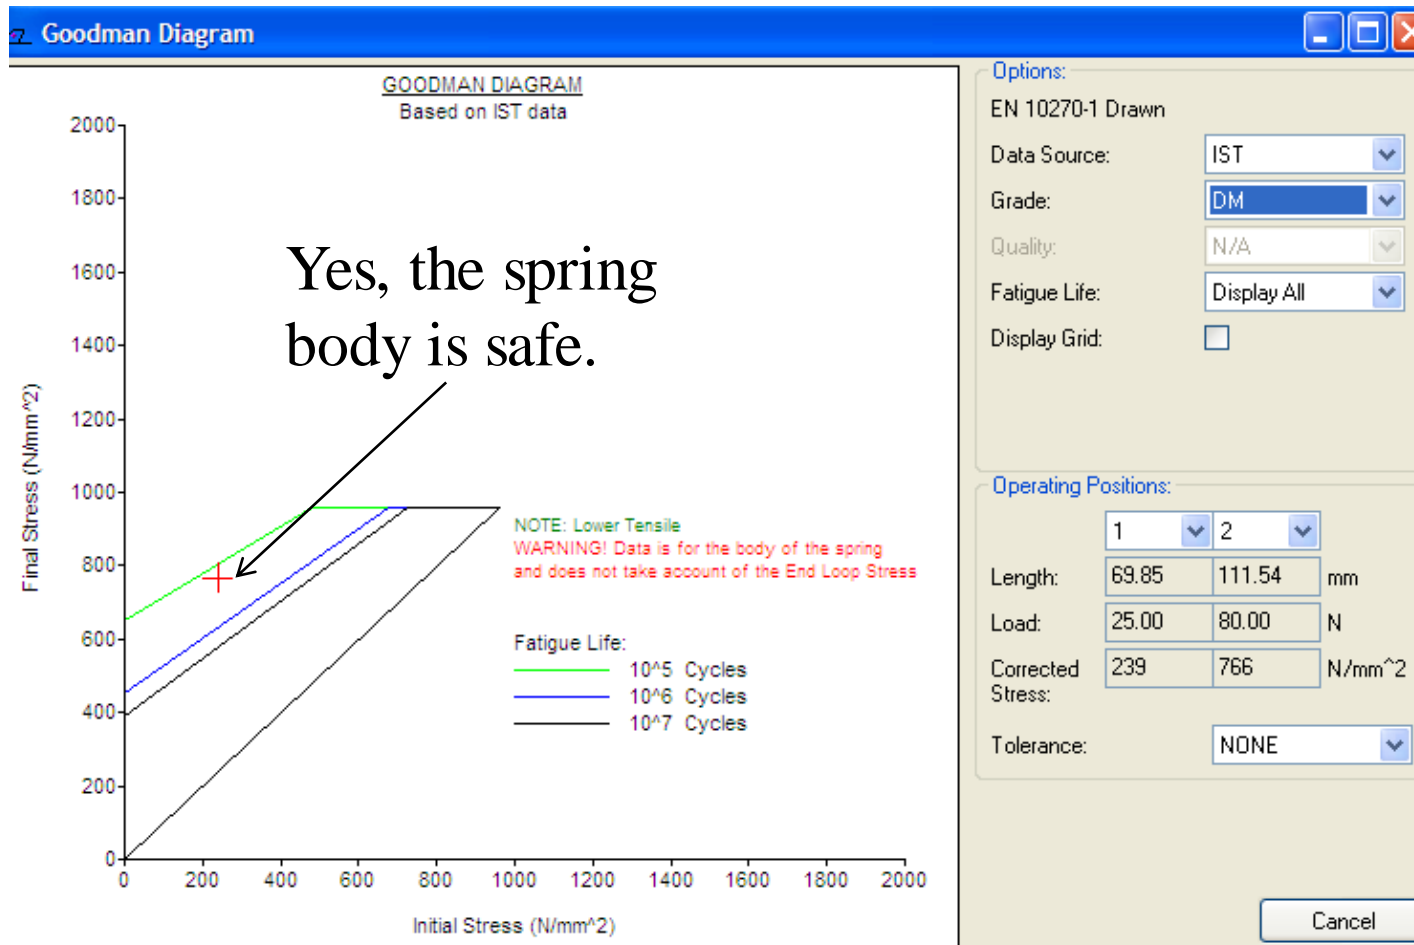 Goodman Diagram
GOODMAN DIAGRAM
Based on IST data
2000
1800
1600
1400
1200
1000
800
600
400
200
0
Final Stress (N/mm^2)
Yes, the spring
body is safe.
NOTE: Lower Tensile
WARNING! Data is for the body of the spring
and does not take account of the End Loop Stress
Fatigue Life:
10^5 Cycles
10^6 Cycles
10^7 Cycles
0 200 400 600 800 1000 1200 1400 1600 1800 2000
Initial Stress (N/mm^2)
Options:
EN 10270-1 Drawn
Data Source: IST
Grade: DM
Quality: N/A
Fatigue Life: Display All
Display Grid:
Operating Positions:
1 2
Length: 69.85 111.54 mm
Load: 25.00 80.00 N
Corrected 239 766 N/mm^2
Stress:
Tolerance: NONE
Cancel